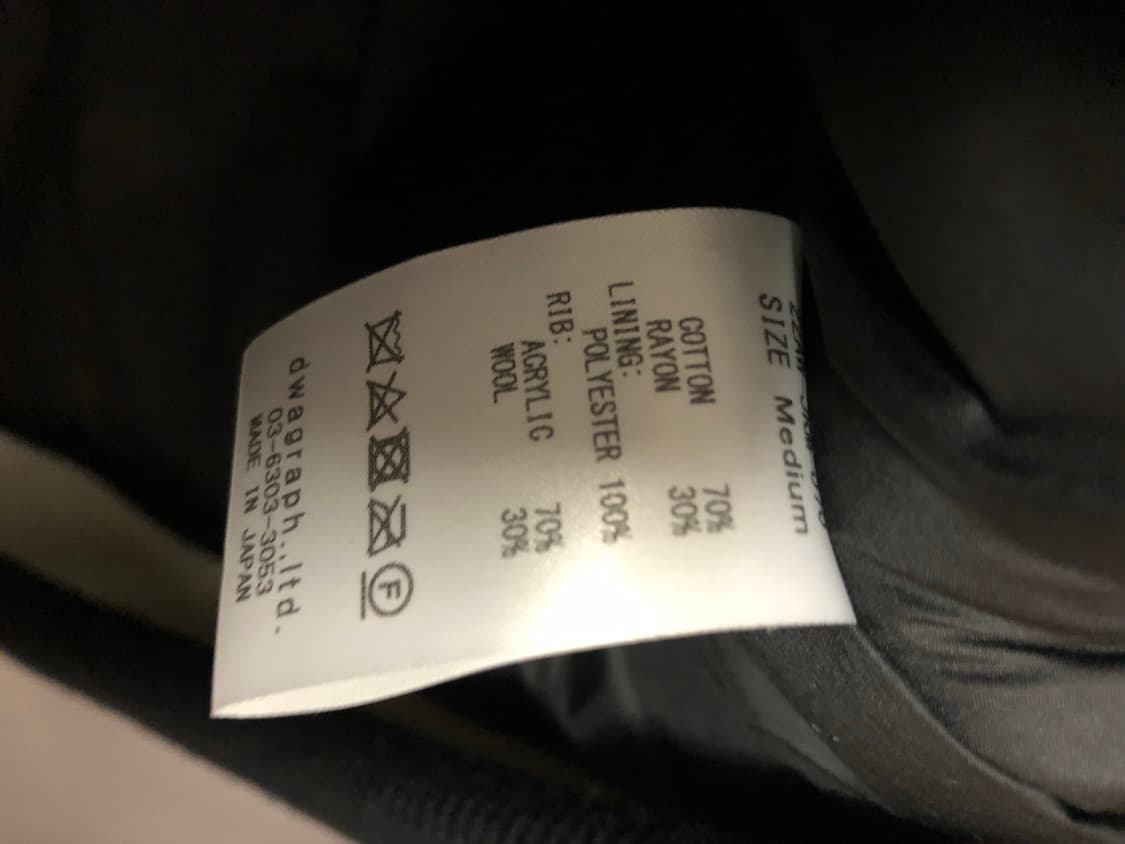 SIZE Medium
COTTON 70%
RAYON 30%
LINING:
POLYESTER 100%
RIB:
ACRYLIC 70%
WOOL 30%
F
dwagraph.,ltd.
03-6303-3053
MADE IN JAPAN